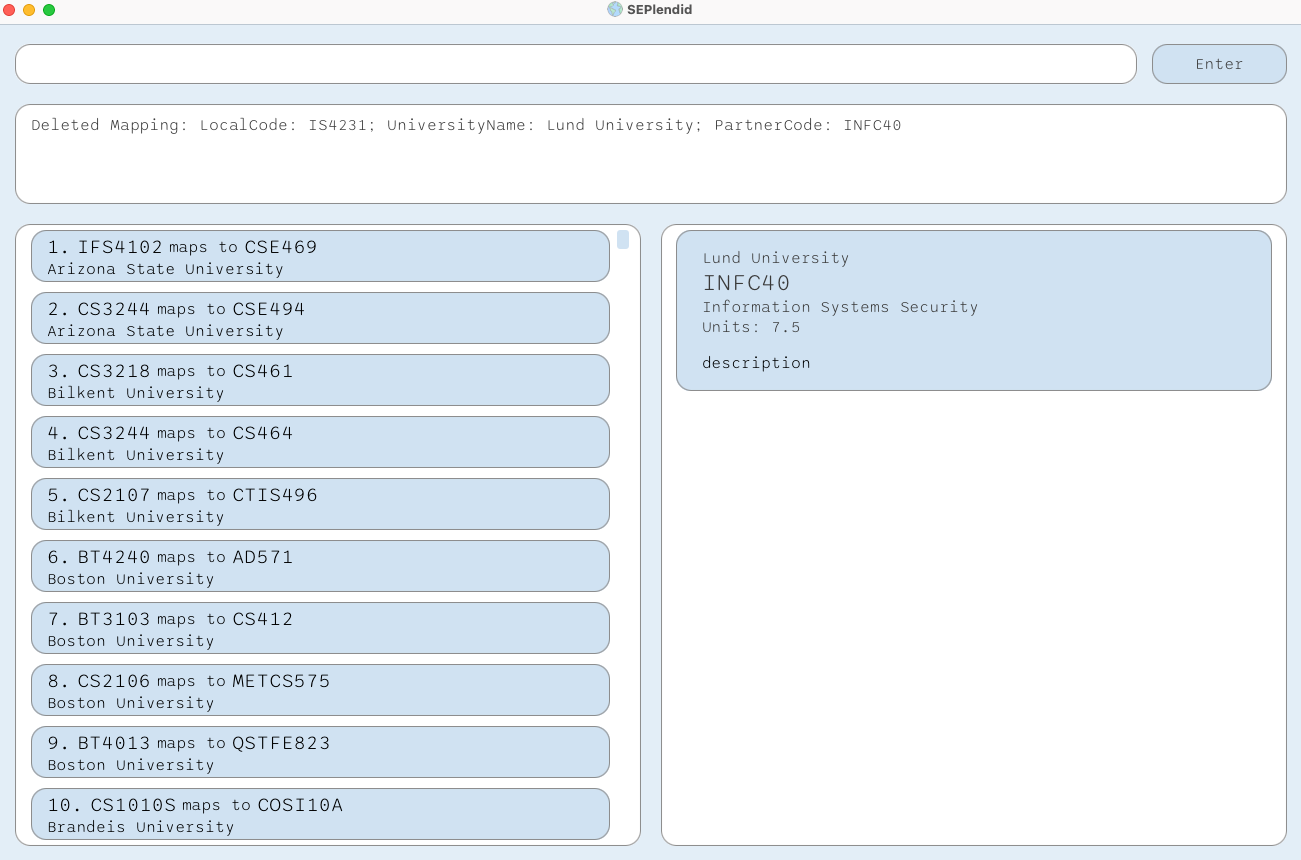 SEPlendid
Enter
Deleted Mapping: LocalCode: IS4231; UniversityName: Lund University; PartnerCode: INFC40
1. IFS4102 maps to CSE469
Arizona State University
2. CS3244 maps to CSE494
Arizona State University
3. CS3218 maps to CS461
Bilkent University
4. CS3244 maps to CS464
Bilkent University
5. CS2107 maps to CTIS496
Bilkent University
6. BT4240 maps to AD571
Boston University
7. BT3103 maps to CS412
Boston University
8. CS2106 maps to METCS575
Boston University
9. BT4013 maps to QSTFE823
Boston University
10. CS1010S maps to COSI10A
Brandeis University
Lund University
INFC40
Information Systems Security
Units: 7.5
description